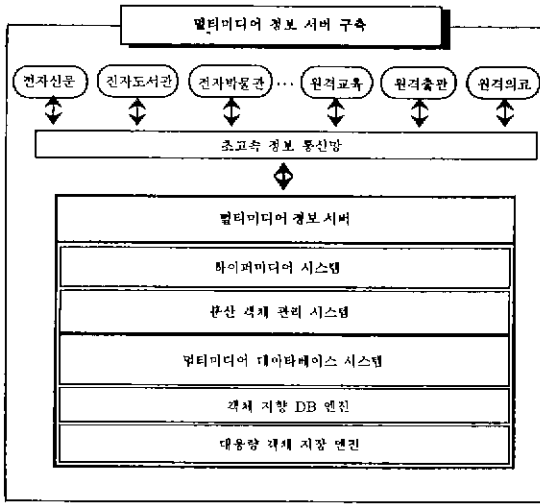 멀티미디어 정보 서버 구축
전자신문 전자도서관 전자박물관 ··· 원격교육 원격출판 원격의료
초고속 정보 통신망
멀티미디어 정보 서버
하이퍼미디어 시스템
분산 객체 관리 시스템
멀티미디어 데이타베이스 시스템
객체 지향 DB 엔진
대용량 객체 저장 엔진